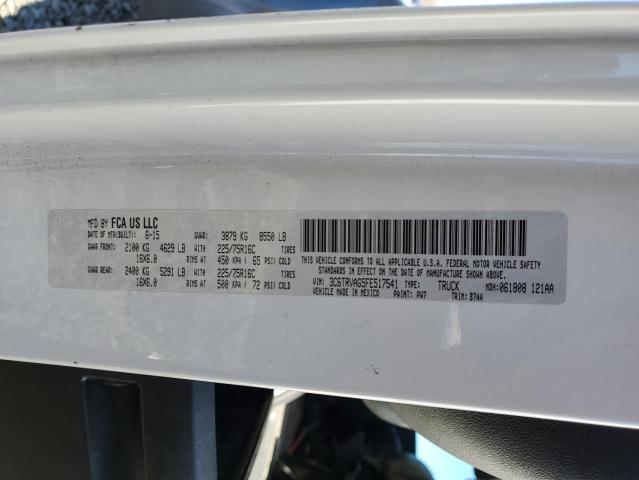 MFD BY FCA US LLC
DATE OF MFR(BUILT): 6-15 GVWR: 3879 KG 8550 LB
GAWR FRONT: 2100 KG 4629 LB WITH 225/75R16C TIRES
16X6.0 RIMS AT 450 KPA ( 65 PSI) COLD
GAWR REAR: 2400 KG 5291 LB WITH 225/75R16C TIRES
16X6.0 RIMS AT 500 KPA ( 72 PSI) COLD
THIS VEHICLE CONFORMS TO ALL APPLICABLE U.S.A. FEDERAL MOTOR VEHICLE SAFETY
STANDARDS IN EFFECT ON THE DATE OF MANUFACTURE SHOWN ABOVE.
VIN: 3C6TRVAG5FE517541 TYPE: TRUCK MDH: 061808 121AA
VEHICLE MADE IN MEXICO PAINT: PW7 TRIM: B7AA